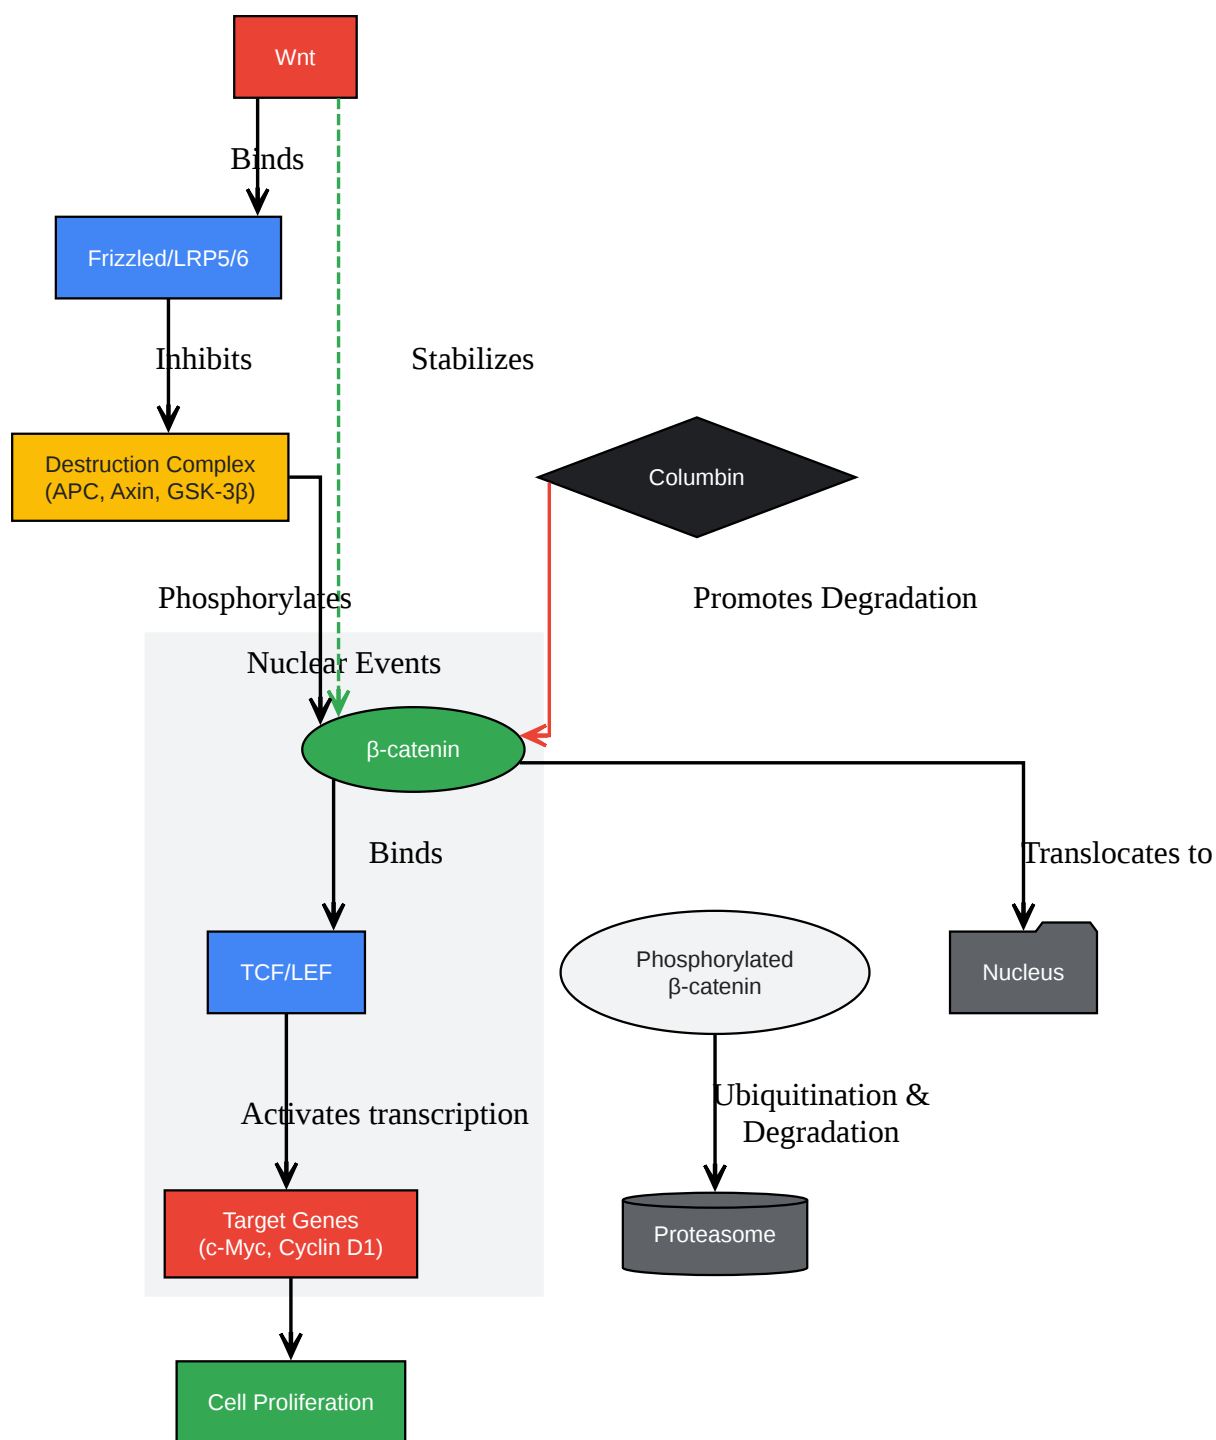 Wnt
Binds
Frizzled/LRP5/6
Inhibits
Stabilizes
Destruction Complex
(APC, Axin, GSK-3β)
Columbin
Phosphorylates
Promotes Degradation
Nuclear Events
β-catenin
Binds
Translocates to
TCF/LEF
Phosphorylated
β-catenin
Nucleus
Activates transcription
Ubiquitination &
Degradation
Target Genes
(c-Myc, Cyclin D1)
Proteasome
Cell Proliferation